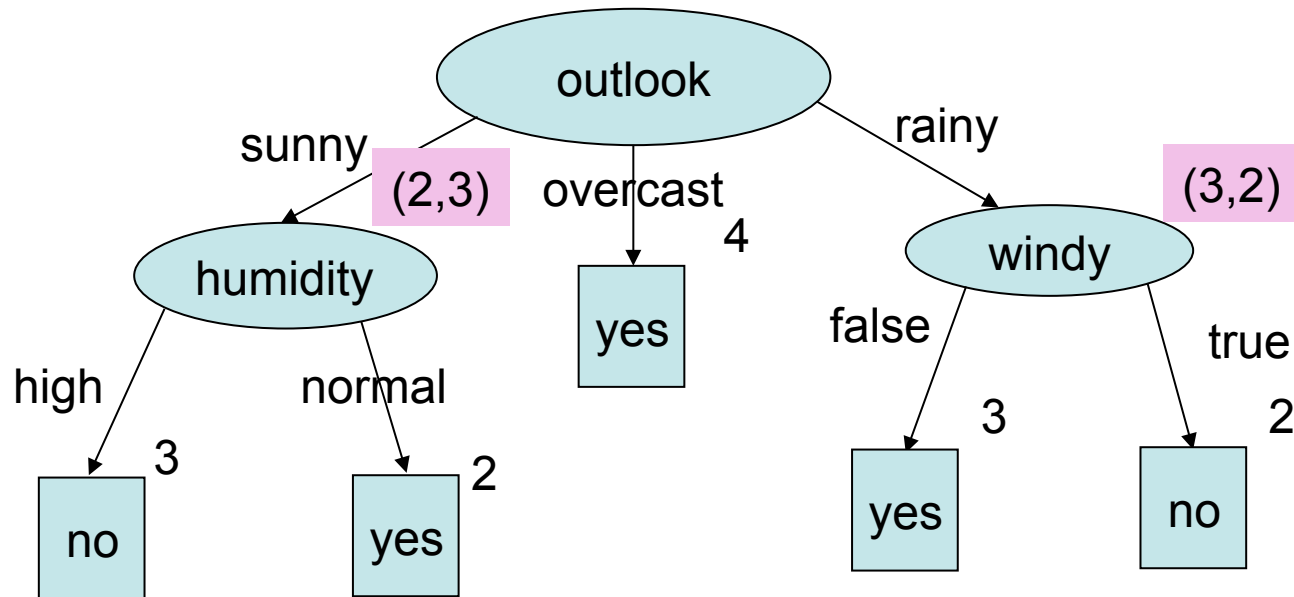 outlook
sunny
rainy
(2,3)
overcast
(3,2)
4
humidity
windy
yes
false
true
high
normal
3
2
3
2
no
yes
yes
no